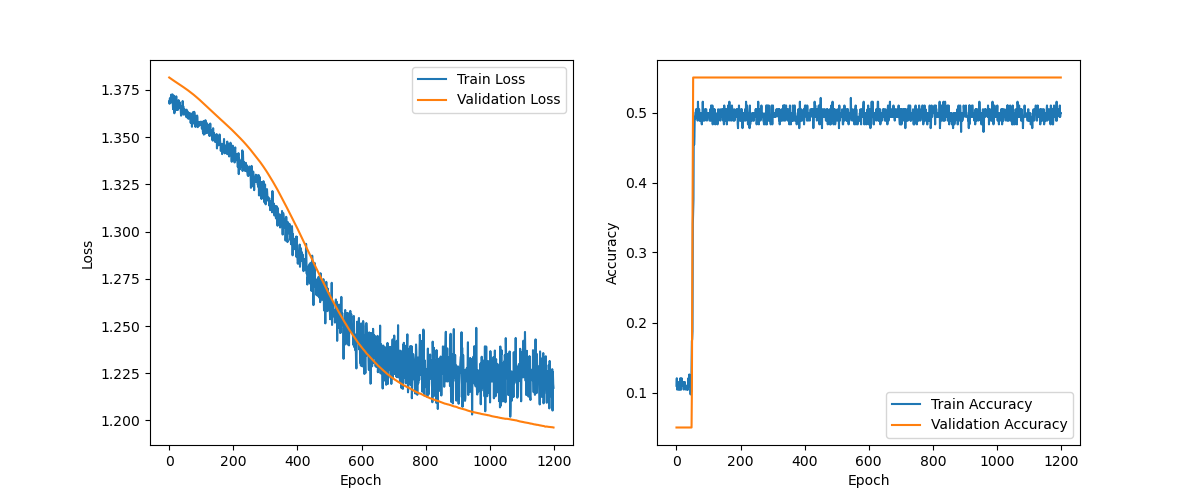 1.375
1.350
1.325
1.300
1.275
1.250
1.225
1.200
Loss
0 200 400 600 800 1000 1200
Epoch
Train Loss
Validation Loss
0.5
0.4
0.3
0.2
0.1
Accuracy
0 200 400 600 800 1000 1200
Epoch
Train Accuracy
Validation Accuracy